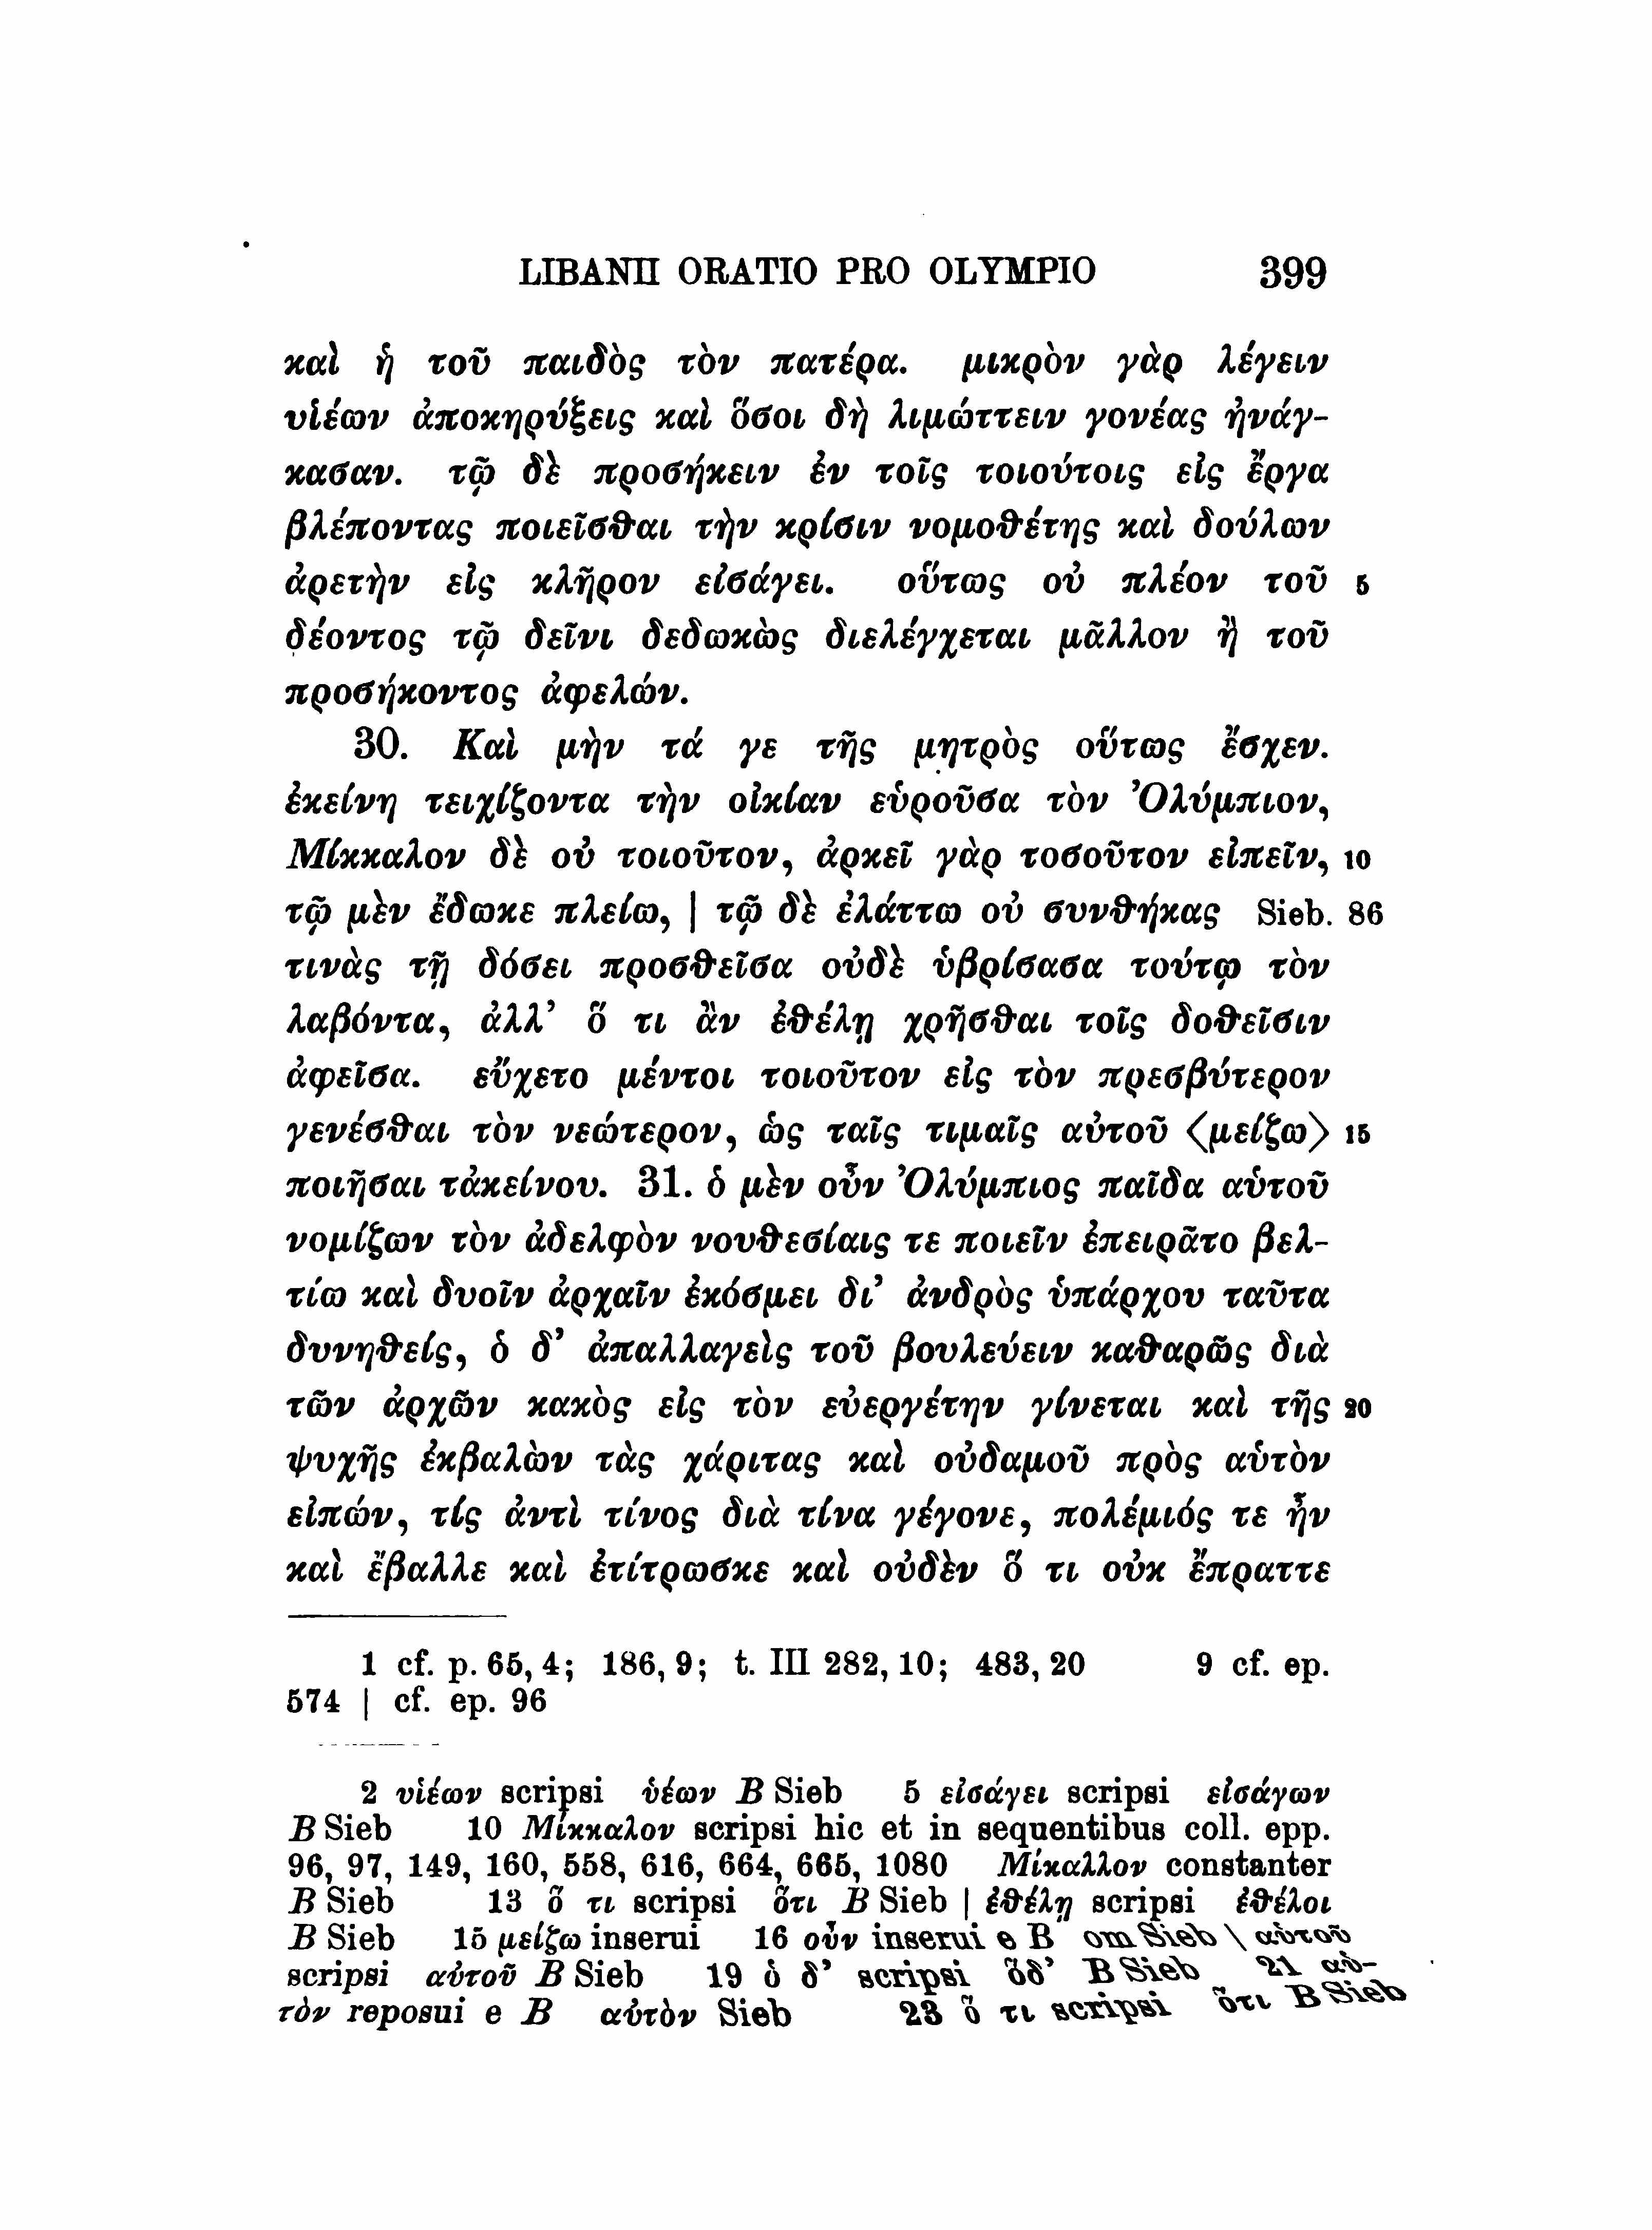 LIBANII ORATIO PRO OLYMPIO 399
καὶ ἡ τοῦ παιδὸς τὸν πατέρα. μικρὸν γὰρ λέγειν
υἱέων ἀποκηρύξεις καὶ ὅσοι δὴ λιμώττειν γονέας ἠνάγ-
κασαν. τῷ δὲ προσήκειν ἐν τοῖς τοιούτοις εἰς ἔργα
βλέποντας ποιεῖσθαι τὴν κρίσιν νομοθέτης καὶ δούλων
ἀρετὴν εἰς κλῆρον εἰσάγει. οὕτως οὐ πλέον τοῦ 5
δέοντος τῷ δεῖνι δεδωκὼς διελέγχεται μᾶλλον ἢ τοῦ
προσήκοντος ἀφελών.
30. Καὶ μὴν τά γε τῆς μητρὸς οὕτως ἔσχεν.
ἐκείνη τειχίζοντα τὴν οἰκίαν εὑροῦσα τὸν Ὀλύμπιον,
Μίκκαλον δὲ οὐ τοιοῦτον, ἀρκεῖ γὰρ τοσοῦτον εἰπεῖν, 10
τῷ μὲν ἔδωκε πλείω, | τῷ δὲ ἐλάττω οὐ συνθήκας Sieb. 86
τινὰς τῇ δόσει προσθεῖσα οὐδὲ ὑβρίσασα τούτῳ τὸν
λαβόντα, ἀλλ’ ὅ τι ἂν ἐθέλῃ χρῆσθαι τοῖς δοθεῖσιν
ἀφεῖσα. εὔχετο μέντοι τοιοῦτον εἰς τὸν πρεσβύτερον
γενέσθαι τὸν νεώτερον, ὡς ταῖς τιμαῖς αὐτοῦ ⟨μείζω⟩ 15
ποιῆσαι τἀκείνου. 31. ὁ μὲν οὖν Ὀλύμπιος παῖδα αὑτοῦ
νομίζων τὸν ἀδελφὸν νουθεσίαις τε ποιεῖν ἐπειρᾶτο βελ-
τίω καὶ δυοῖν ἀρχαῖν ἐκόσμει δι’ ἀνδρὸς ὑπάρχου ταῦτα
δυνηθείς, ὁ δ’ ἀπαλλαγεὶς τοῦ βουλεύειν καθαρῶς διὰ
τῶν ἀρχῶν κακὸς εἰς τὸν εὐεργέτην γίνεται καὶ τῆς 20
ψυχῆς ἐκβαλὼν τὰς χάριτας καὶ οὐδαμοῦ πρὸς αὑτὸν
εἰπών, τίς ἀντὶ τίνος διὰ τίνα γέγονε, πολέμιός τε ἦν
καὶ ἔβαλλε καὶ ἐτίτρωσκε καὶ οὐδὲν ὅ τι οὐκ ἔπραττε
1 cf. p. 65, 4; 186, 9; t. III 282, 10; 483, 20 9 cf. ep.
574 | cf. ep. 96
2 υἱέων scripsi ὑέων B Sieb 5 εἰσάγει scripsi εἰσάγων
B Sieb 10 Μίκκαλον scripsi hic et in sequentibus coll. epp.
96, 97, 149, 160, 558, 616, 664, 665, 1080 Μίκαλλον constanter
B Sieb 13 ὅ τι scripsi ὅτι B Sieb | ἐθέλῃ scripsi ἐθέλοι
B Sieb 15 μείζω inserui 16 οὖν inserui e B om Sieb \ αὑτοῦ
scripsi αὐτοῦ B Sieb 19 ὁ δ’ scripsi ὅδ’ B Sieb 21 αὑ-
τὸν reposui e B αὐτὸν Sieb 23 ὅ τι scripsi ὅτι B Sieb